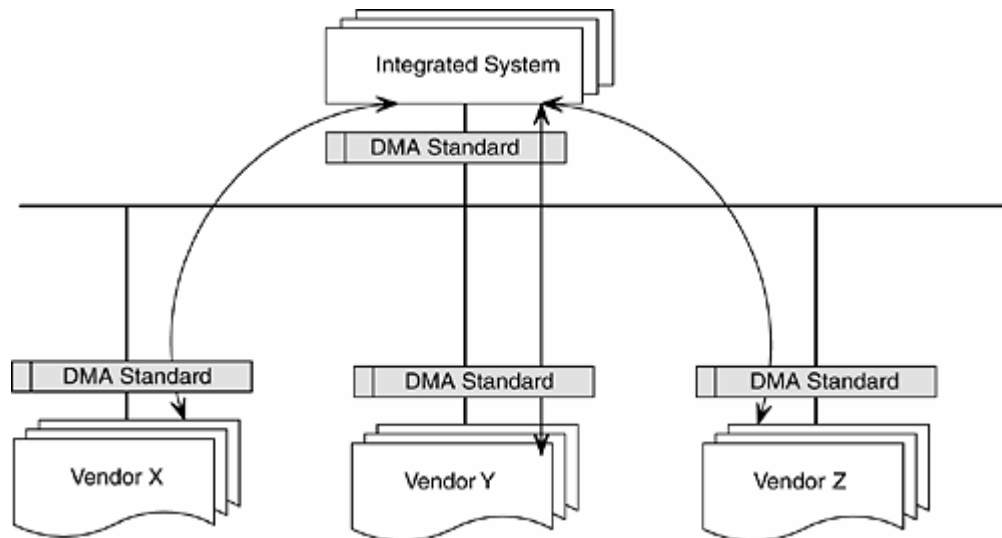 Integrated System
DMA Standard
DMA Standard
DMA Standard
DMA Standard
Vendor X
Vendor Y
Vendor Z